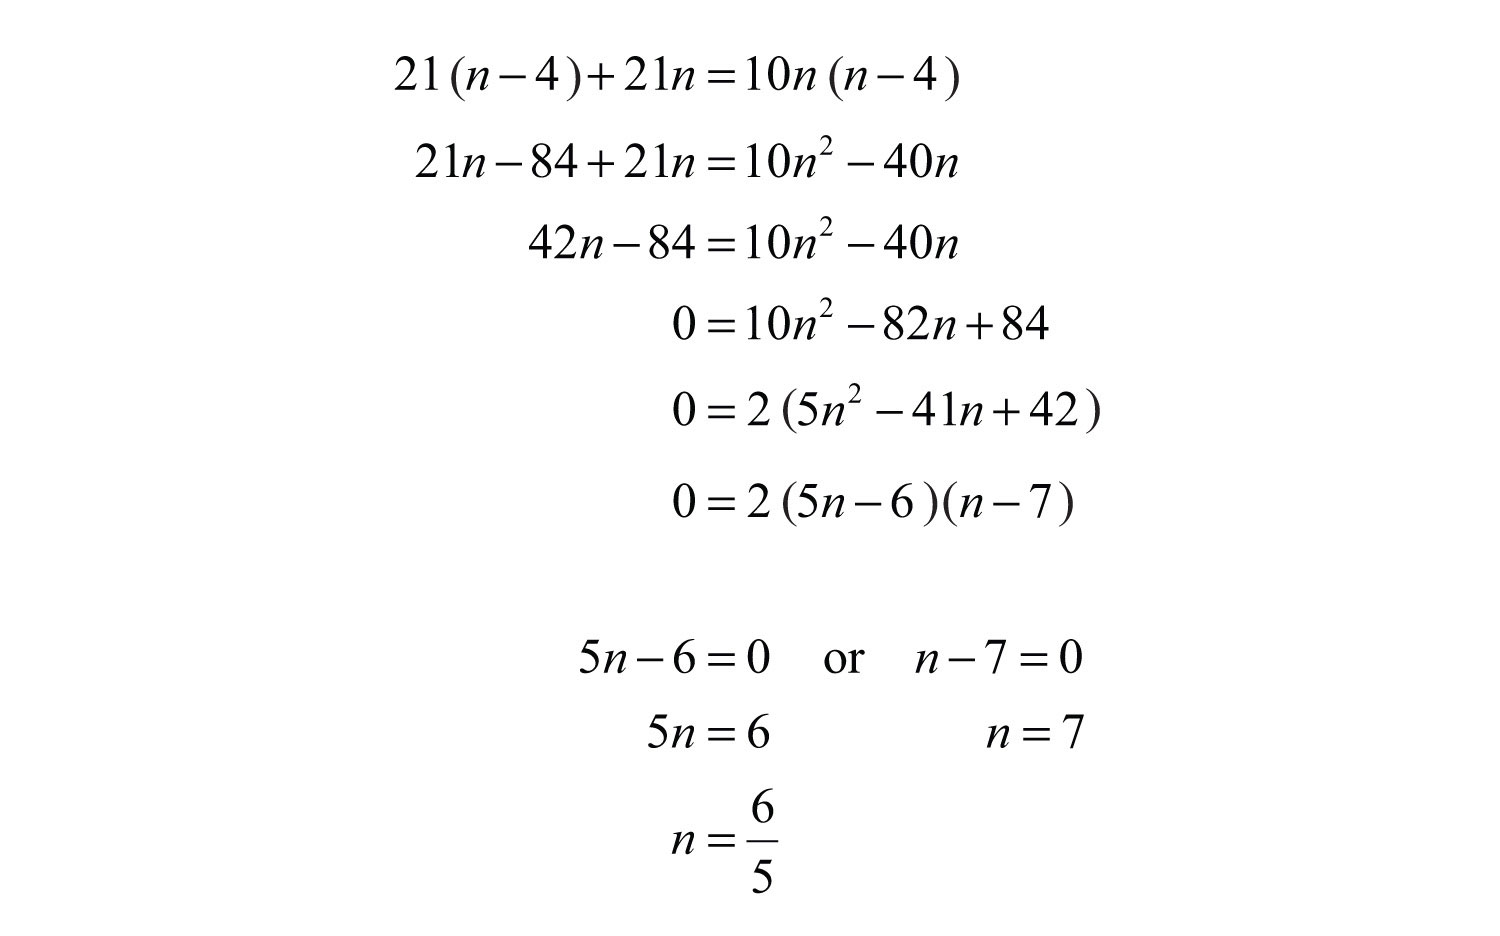 21(n − 4) + 21n = 10n(n − 4)
21n − 84 + 21n = 10n² − 40n
42n − 84 = 10n² − 40n
0 = 10n² − 82n + 84
0 = 2(5n² − 41n + 42)
0 = 2(5n − 6)(n − 7)
5n − 6 = 0 or n − 7 = 0
5n = 6 n = 7
n = 6/5